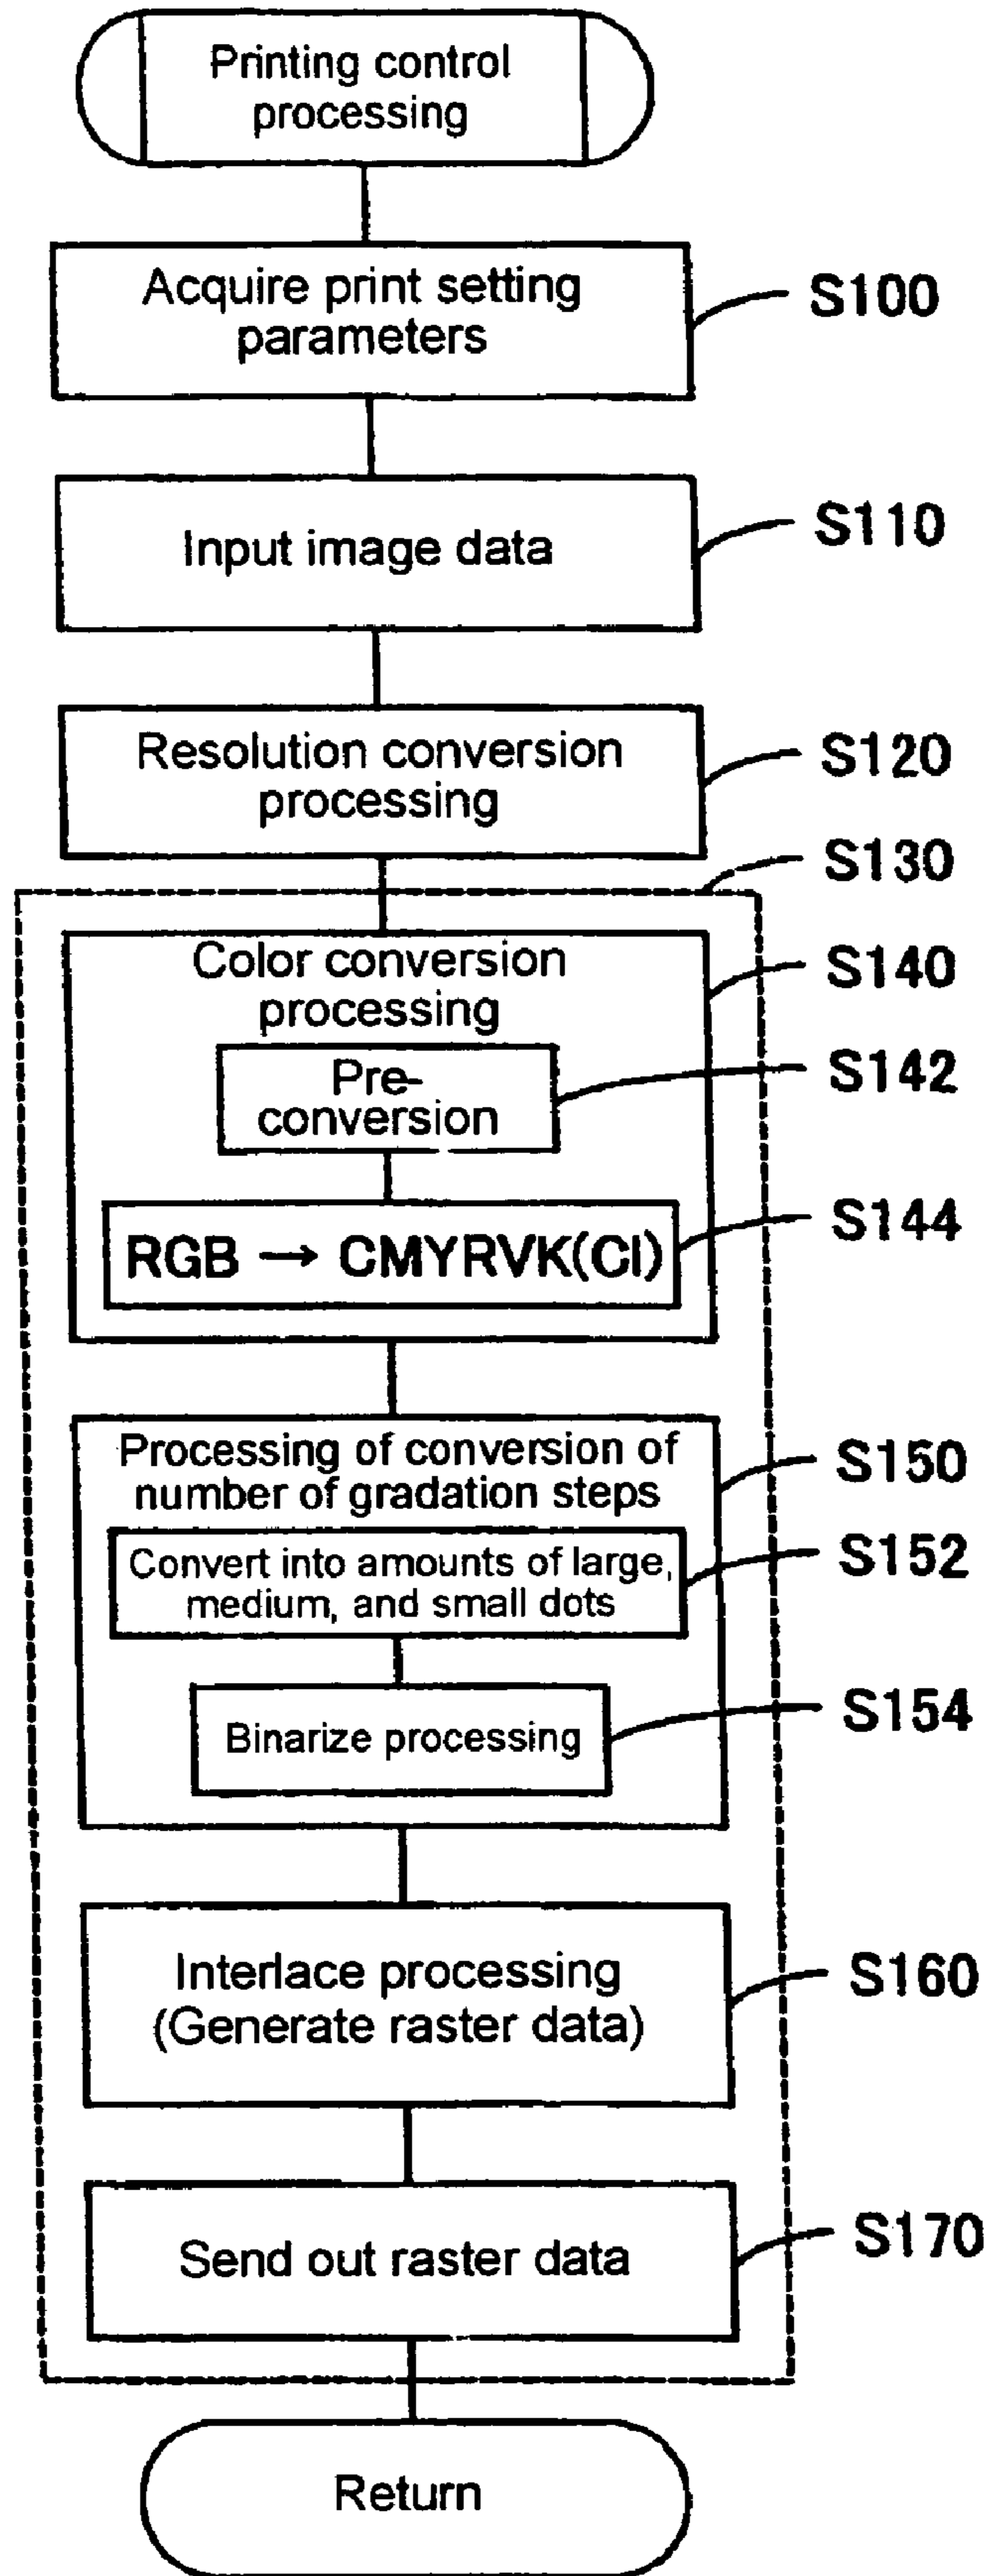 Printing control
processing
Acquire print setting
parameters
S100
Input image data
S110
Resolution conversion
processing
S120
S130
Color conversion
processing
S140
Pre-
conversion
S142
RGB → CMYRVK(Cl)
S144
Processing of conversion of
number of gradation steps
S150
Convert into amounts of large,
medium, and small dots
S152
Binarize processing
S154
Interlace processing
(Generate raster data)
S160
Send out raster data
S170
Return